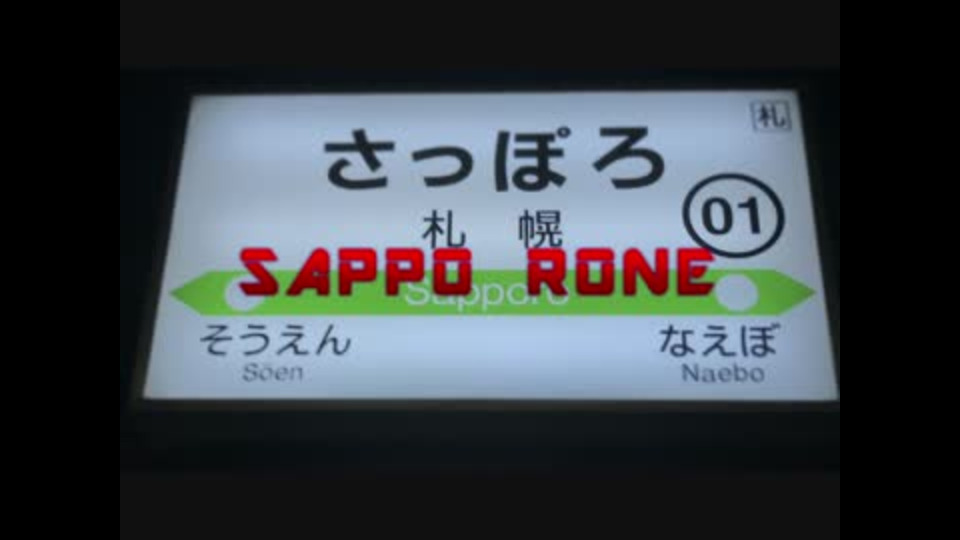 札
さっぽろ
01
札 幌
SAPPO RONE
Sapporo
そうえん なえぼ
Sōen Naebo